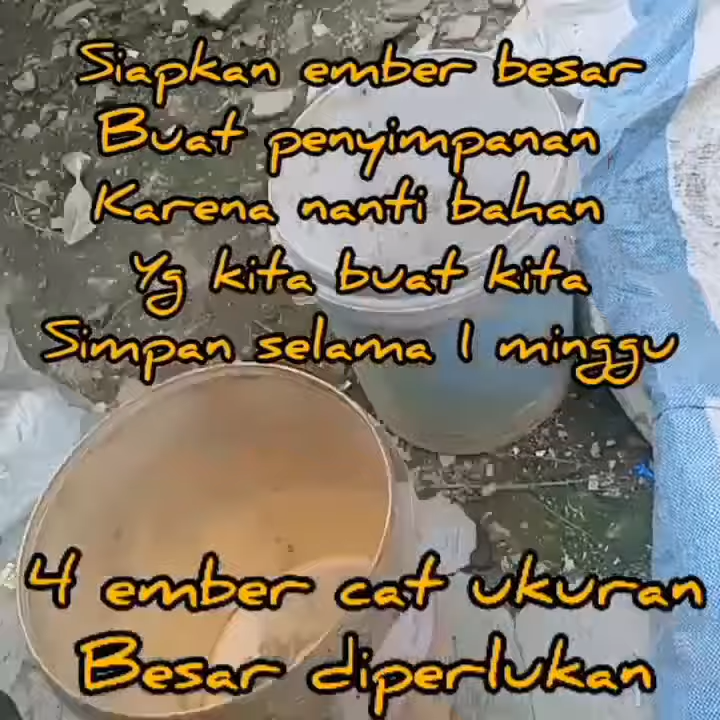 Siapkan ember besar
Buat penyimpanan
Karena nanti bahan
Yg kita buat kita
Simpan selama 1 minggu
4 ember cat ukuran
Besar diperlukan